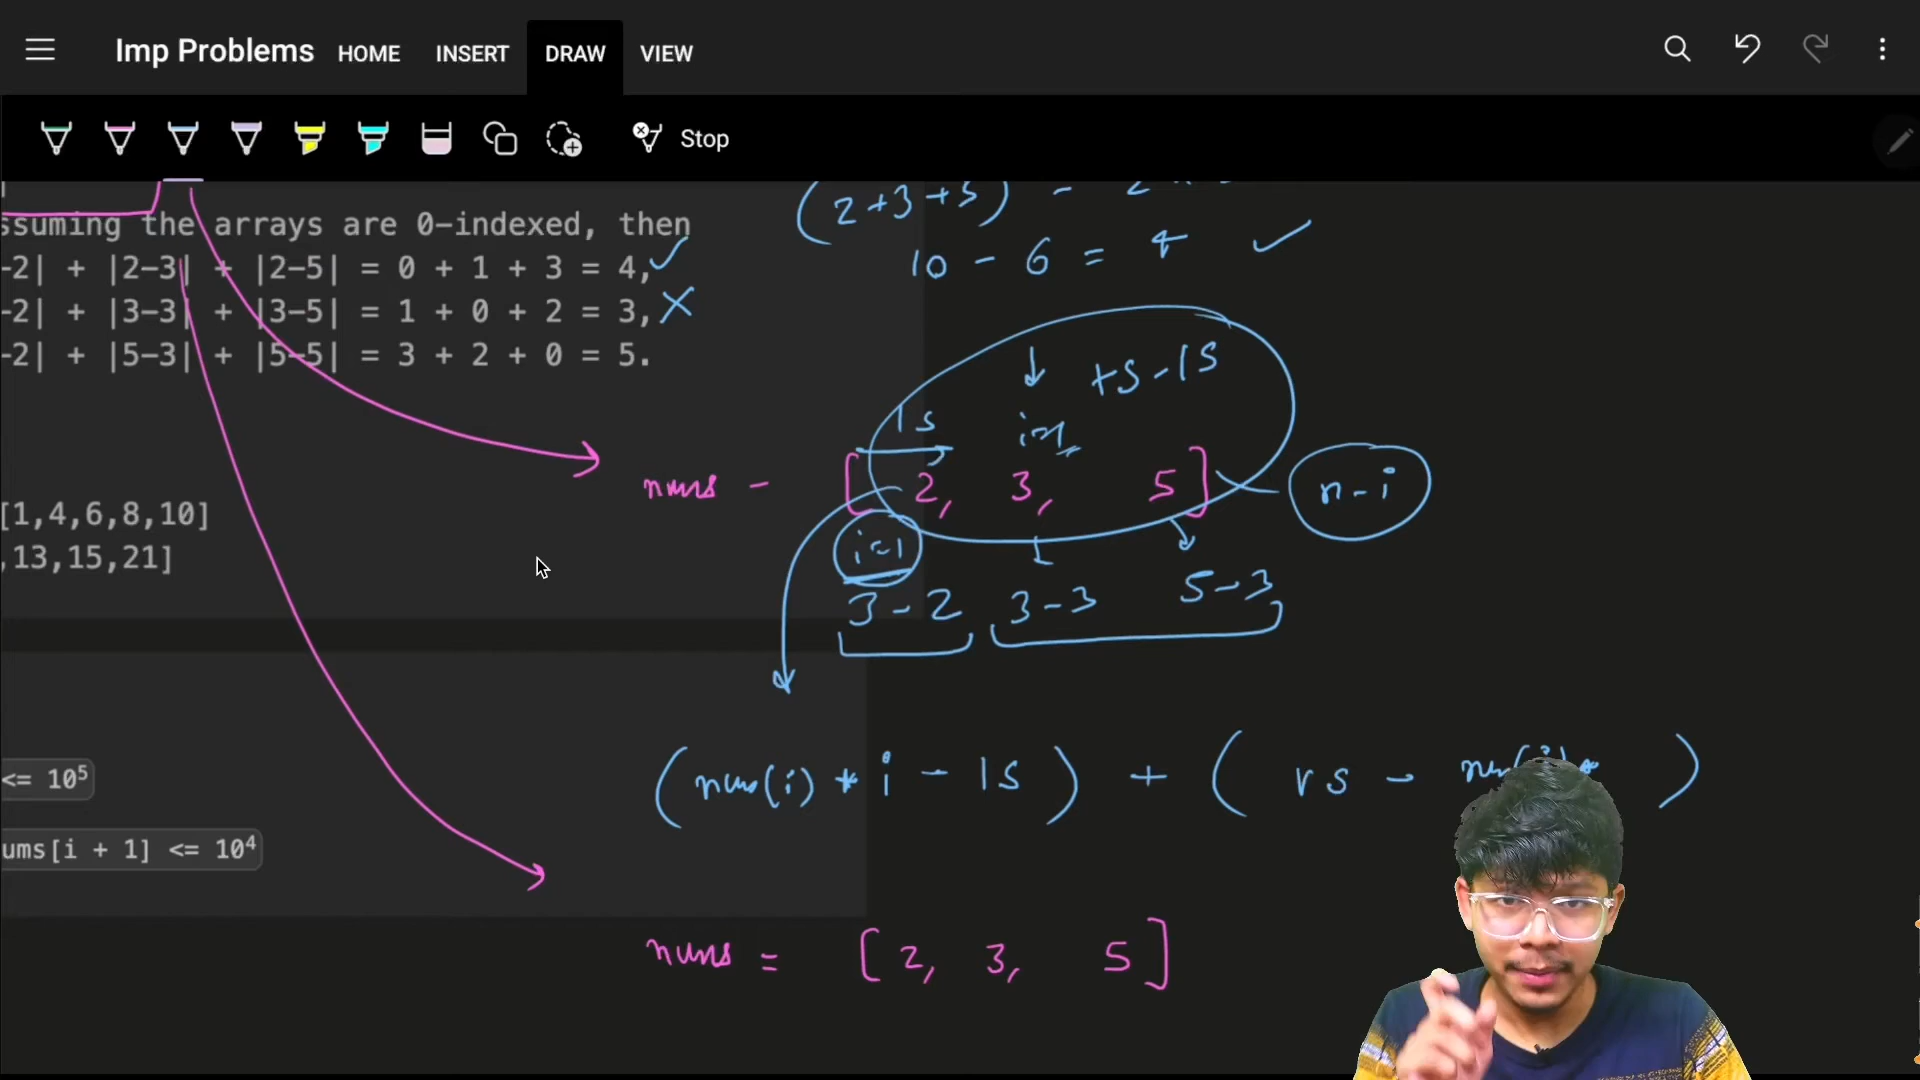 Imp Problems HOME INSERT DRAW VIEW
Stop
ssuming the arrays are 0-indexed, then
-2| + |2-3| + |2-5| = 0 + 1 + 3 = 4,
-2| + |3-3| + |3-5| = 1 + 0 + 2 = 3,
-2| + |5-3| + |5-5| = 3 + 2 + 0 = 5.
[1,4,6,8,10]
,13,15,21]
<= 10⁵
ums[i + 1] <= 10⁴
(2+3+5) -
10 - 6 = 4 ✓
+s - ls
ls
i=1
nums - [2, 3, 5]
n-i
i=1
3-2 3-3 5-3
(nums(i) * i - ls) + (rs - nums(i) * )
nums = [2, 3, 5]